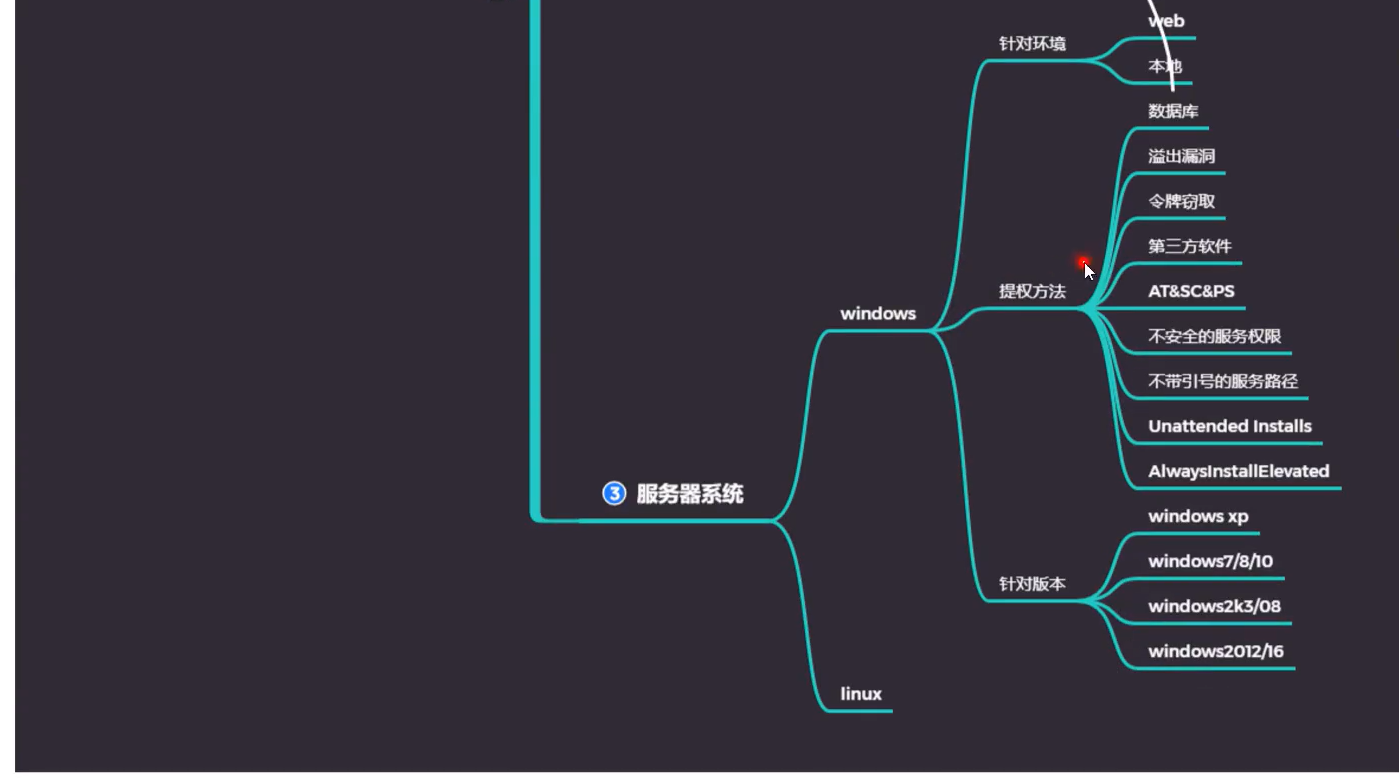 web
针对环境
本地
数据库
溢出漏洞
令牌窃取
第三方软件
提权方法
AT&SC&PS
windows
不安全的服务权限
不带引号的服务路径
Unattended Installs
AlwaysInstallElevated
3 服务器系统
windows xp
windows7/8/10
针对版本
windows2k3/08
windows2012/16
linux